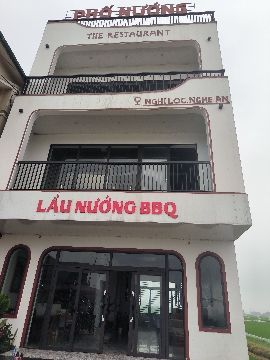 PHỐ NƯỚNG
THE RESTAURANT
NGHI LỘC, NGHỆ AN
LẨU NƯỚNG BBQ